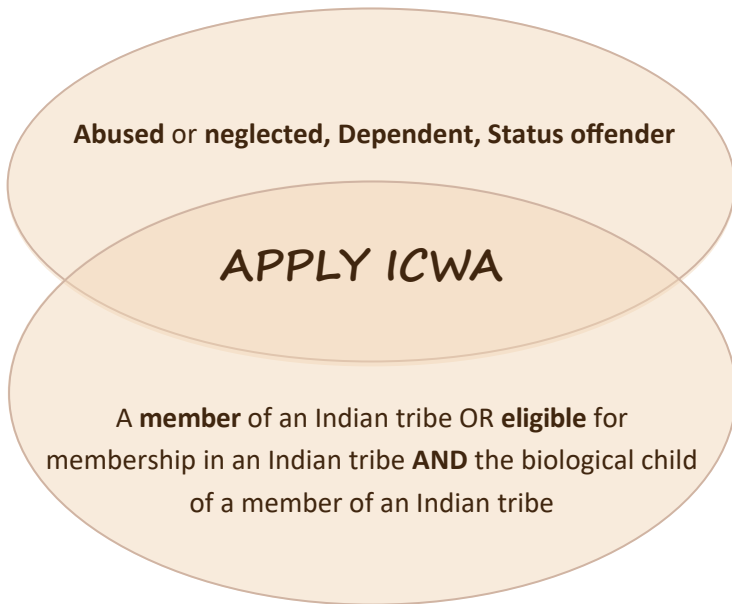 Abused or neglected, Dependent, Status offender
APPLY ICWA
A member of an Indian tribe OR eligible for
membership in an Indian tribe AND the biological child
of a member of an Indian tribe